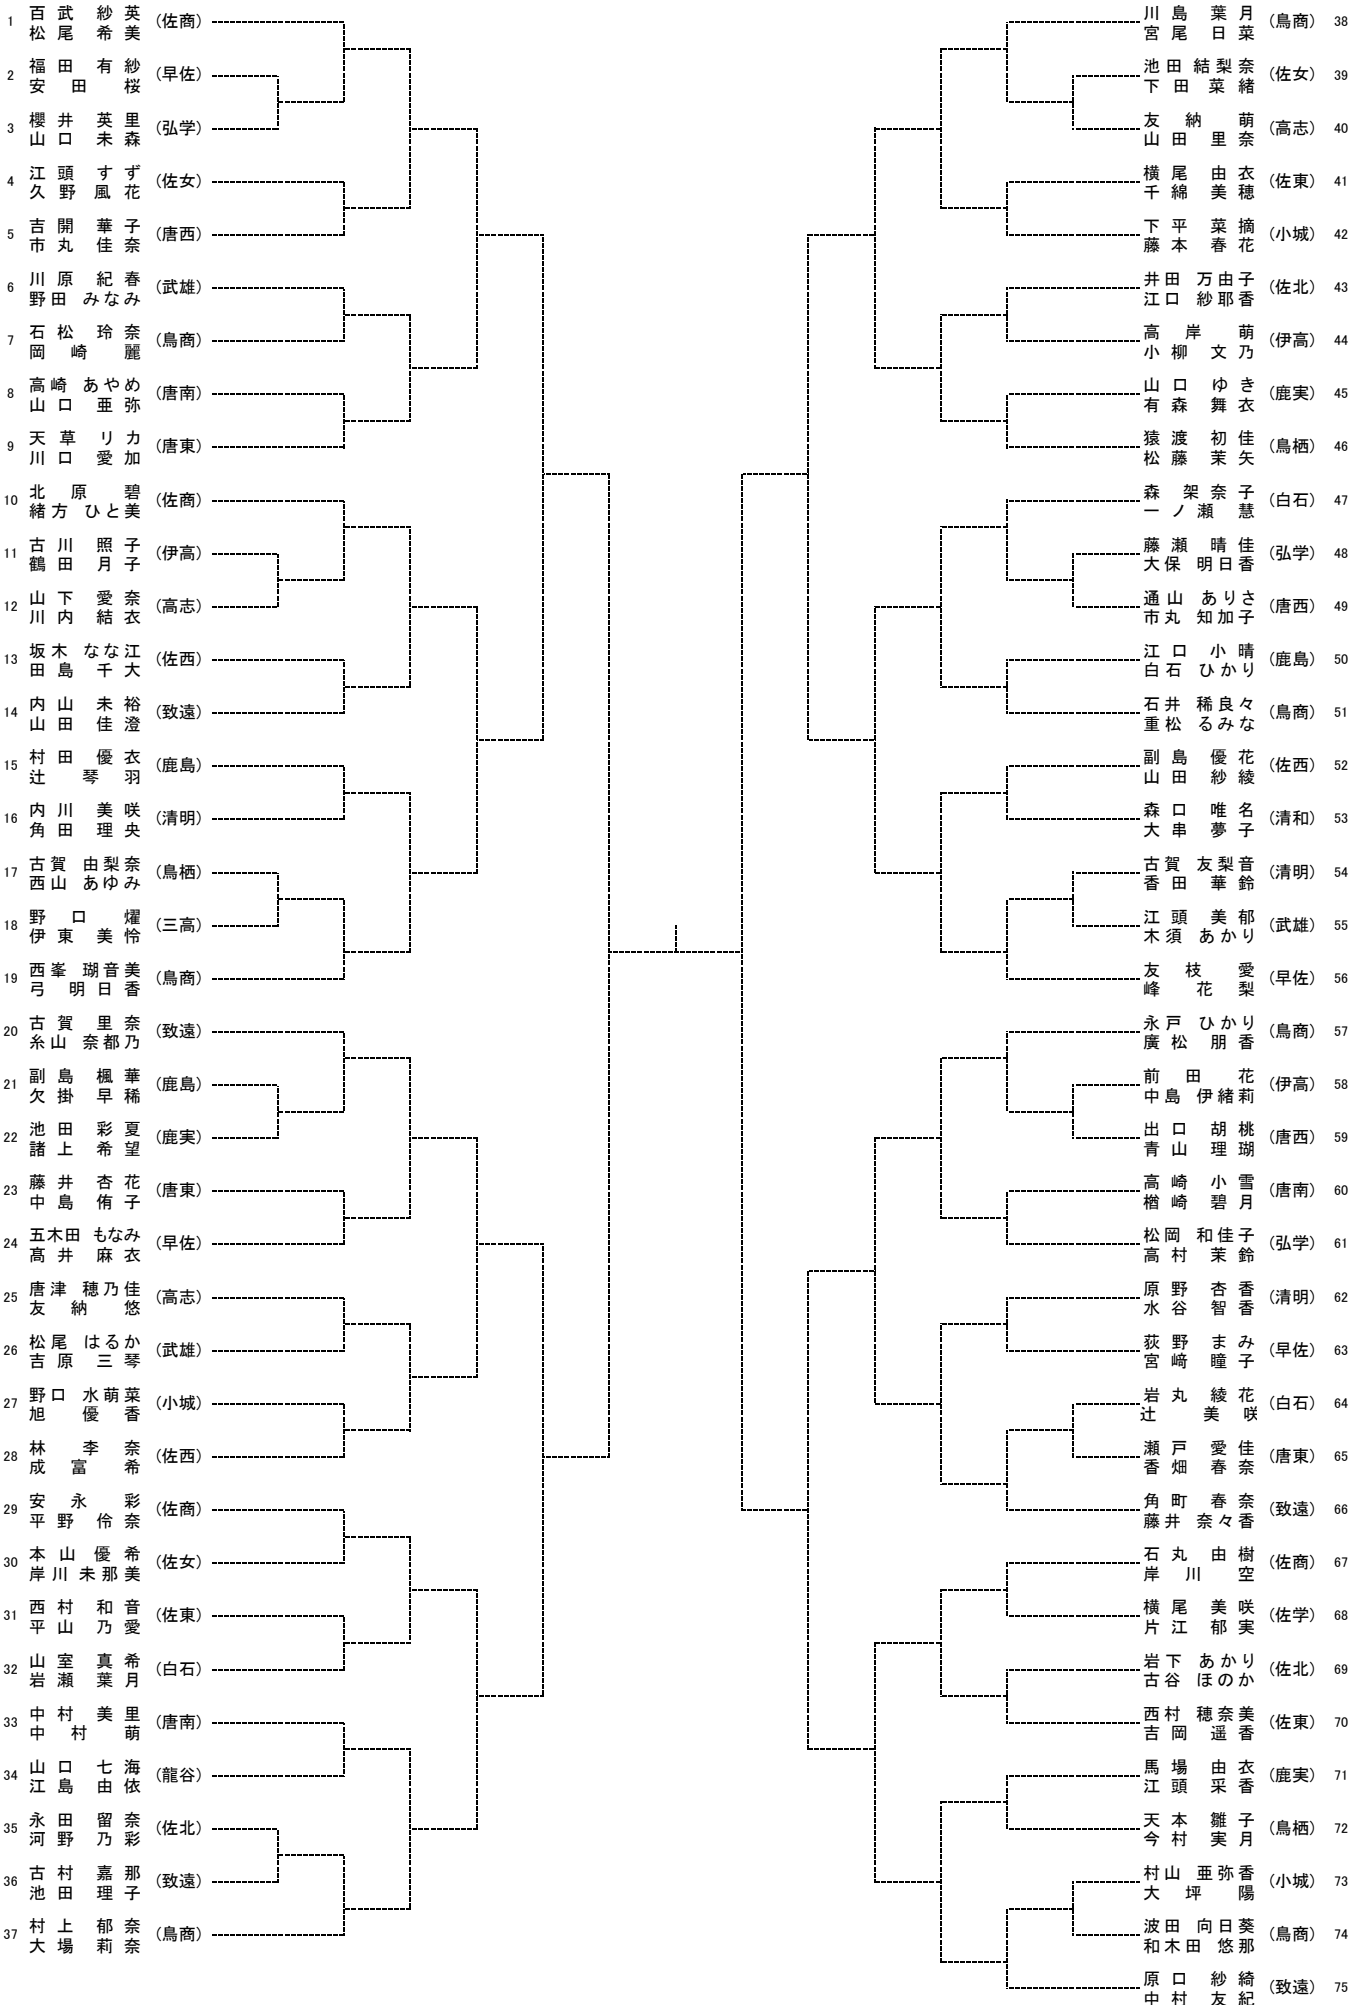 1 百武 紗英 (佐商)
松尾 希美
2 福田 有紗 (早佐)
安田 桜
3 櫻井 英里 (弘学)
山口 未森
4 江頭 すず (佐女)
久野 風花
5 吉開 華子 (唐西)
市丸 佳奈
6 川原 紀春 (武雄)
野田 みなみ
7 石松 玲奈 (鳥商)
岡崎 麗
8 高崎 あやめ (唐南)
山口 亜弥
9 天草 リカ (唐東)
川口 愛加
10 北原 碧 (佐商)
緒方 ひと美
11 古川 照子 (伊高)
鶴田 月子
12 山下 愛奈 (高志)
川内 結衣
13 坂木 なな江 (佐西)
田島 千大
14 内山 未裕 (致遠)
山田 佳澄
15 村田 優衣 (鹿島)
辻 琴羽
16 内川 美咲 (清明)
角田 理央
17 古賀 由梨奈 (鳥栖)
西山 あゆみ
18 野口 燿 (三高)
伊東 美怜
19 西峯 瑚音美 (鳥商)
弓 明日香
20 古賀 里奈 (致遠)
糸山 奈都乃
21 副島 楓華 (鹿島)
欠掛 早稀
22 池田 彩夏 (鹿実)
諸上 希望
23 藤井 杏花 (唐東)
中島 侑子
24 五木田 もなみ (早佐)
髙井 麻衣
25 唐津 穂乃佳 (高志)
友納 悠
26 松尾 はるか (武雄)
吉原 三琴
27 野口 水萌菜 (小城)
旭 優香
28 林 李奈 (佐西)
成富 希
29 安永 彩 (佐商)
平野 伶奈
30 本山 優希 (佐女)
岸川 未那美
31 西村 和音 (佐東)
平山 乃愛
32 山室 真希 (白石)
岩瀬 葉月
33 中村 美里 (唐南)
中村 萌
34 山口 七海 (龍谷)
江島 由依
35 永田 留奈 (佐北)
河野 乃彩
36 古村 嘉那 (致遠)
池田 理子
37 村上 郁奈 (鳥商)
大場 莉奈
川島 葉月 (鳥商) 38
宮尾 日菜
池田 結梨奈 (佐女) 39
下田 菜緒
友納 萌 (高志) 40
山田 里奈
横尾 由衣 (佐東) 41
千綿 美穂
下平 菜摘 (小城) 42
藤本 春花
井田 万由子 (佐北) 43
江口 紗耶香
高岸 萌 (伊高) 44
小柳 文乃
山口 ゆき (鹿実) 45
有森 舞衣
猿渡 初佳 (鳥栖) 46
松藤 茉矢
森 架奈子 (白石) 47
一ノ瀬 慧
藤瀬 晴佳 (弘学) 48
大保 明日香
通山 ありさ (唐西) 49
市丸 知加子
江口 小晴 (鹿島) 50
白石 ひかり
石井 稀良々 (鳥商) 51
重松 るみな
副島 優花 (佐西) 52
山田 紗綾
森口 唯名 (清和) 53
大串 夢子
古賀 友梨音 (清明) 54
香田 華鈴
江頭 美郁 (武雄) 55
木須 あかり
友枝 愛 (早佐) 56
峰 花梨
永戸 ひかり (鳥商) 57
廣松 朋香
前田 花 (伊高) 58
中島 伊緒莉
出口 胡桃 (唐西) 59
青山 理瑚
高崎 小雪 (唐南) 60
楢崎 碧月
松岡 和佳子 (弘学) 61
高村 茉鈴
原野 杏香 (清明) 62
水谷 智香
荻野 まみ (早佐) 63
宮﨑 瞳子
岩丸 綾花 (白石) 64
辻 美咲
瀬戸 愛佳 (唐東) 65
香畑 春奈
角町 春奈 (致遠) 66
藤井 奈々香
石丸 由樹 (佐商) 67
岸川 空
横尾 美咲 (佐学) 68
片江 郁実
岩下 あかり (佐北) 69
古谷 ほのか
西村 穂奈美 (佐東) 70
吉岡 遥香
馬場 由衣 (鹿実) 71
江頭 采香
天本 雛子 (鳥栖) 72
今村 実月
村山 亜弥香 (小城) 73
大坪 陽
波田 向日葵 (鳥商) 74
和木田 悠那
原口 紗綺 (致遠) 75
中村 友紀